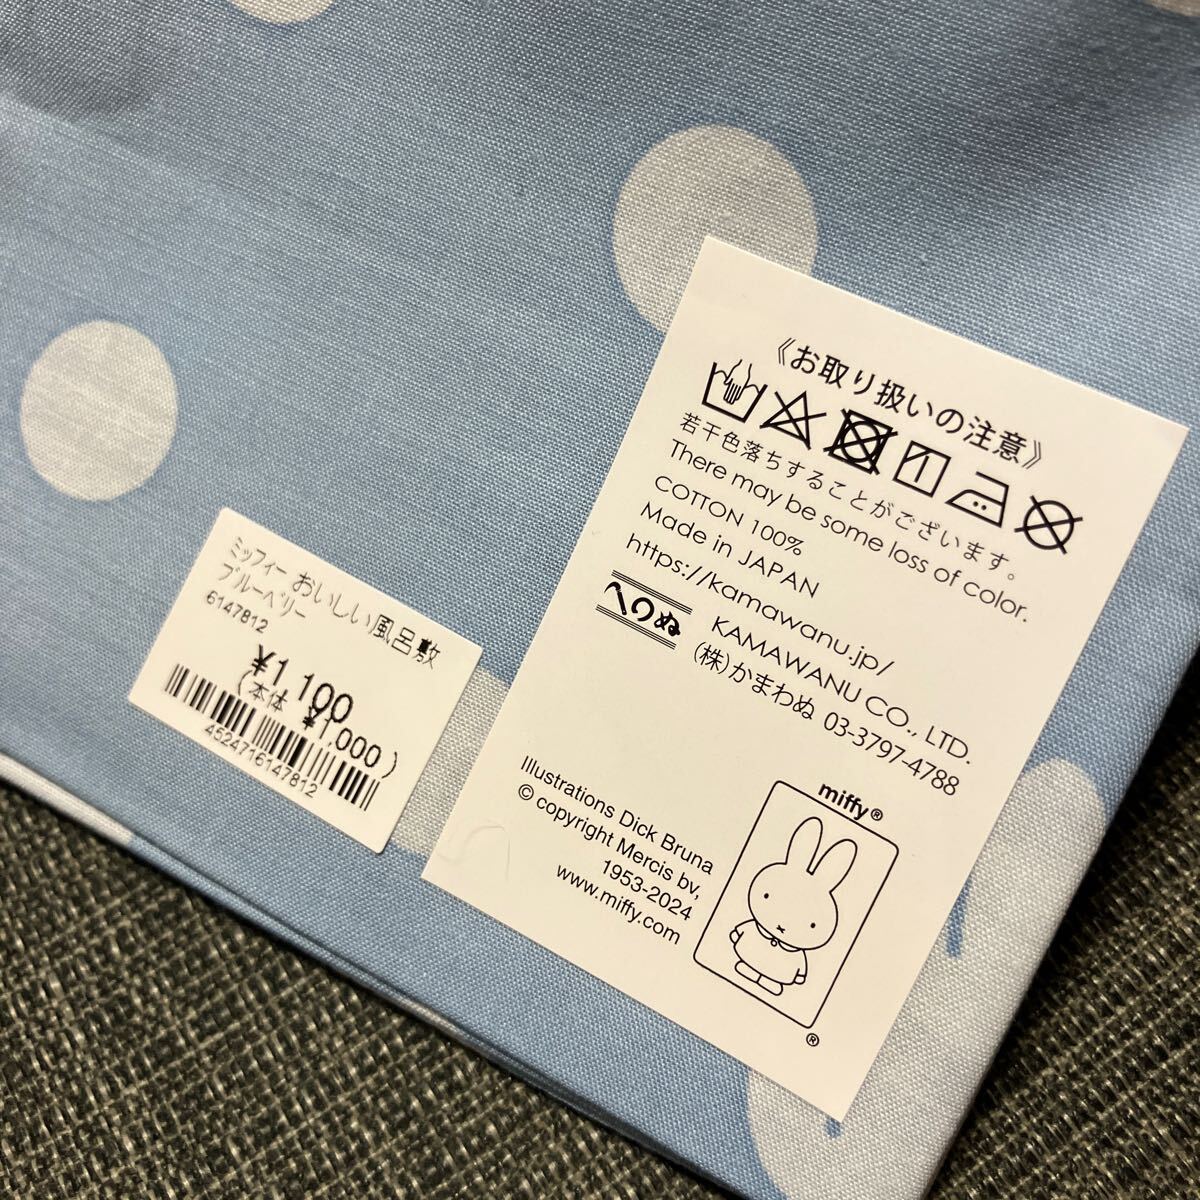 《お取り扱いの注意》
若干色落ちすることがございます。
There may be some loss of color.
COTTON 100%
Made in JAPAN
https://kamawanu.jp/
KAMAWANU CO., LTD.
(株)かまわぬ 03-3797-4788
Illustrations Dick Bruna
© copyright Mercis bv,
1953-2024
www.miffy.com
miffy®
®
ミッフィー おいしい風呂敷
ブルーベリー
6147812
¥1,100
(本体 ¥1,000)
4524716147812